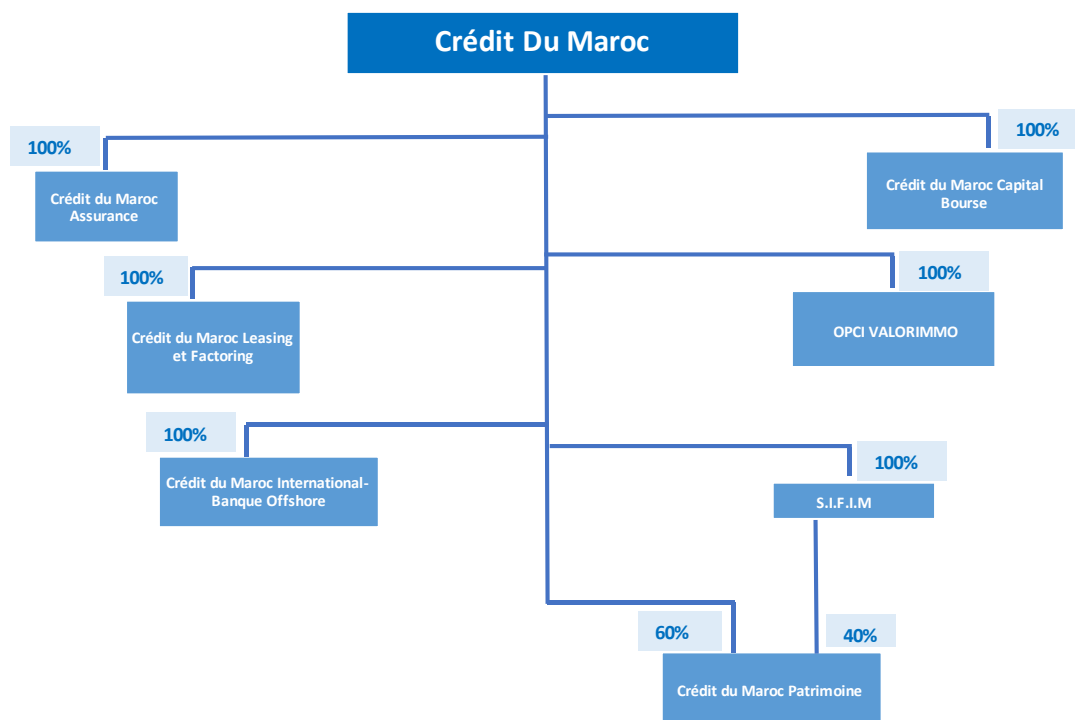 Crédit Du Maroc
100%
100%
Crédit du Maroc
Assurance
Crédit du Maroc Capital
Bourse
100%
100%
Crédit du Maroc Leasing
et Factoring
OPCI VALORIMMO
100%
100%
Crédit du Maroc International-
Banque Offshore
S.I.F.I.M
60%
40%
Crédit du Maroc Patrimoine